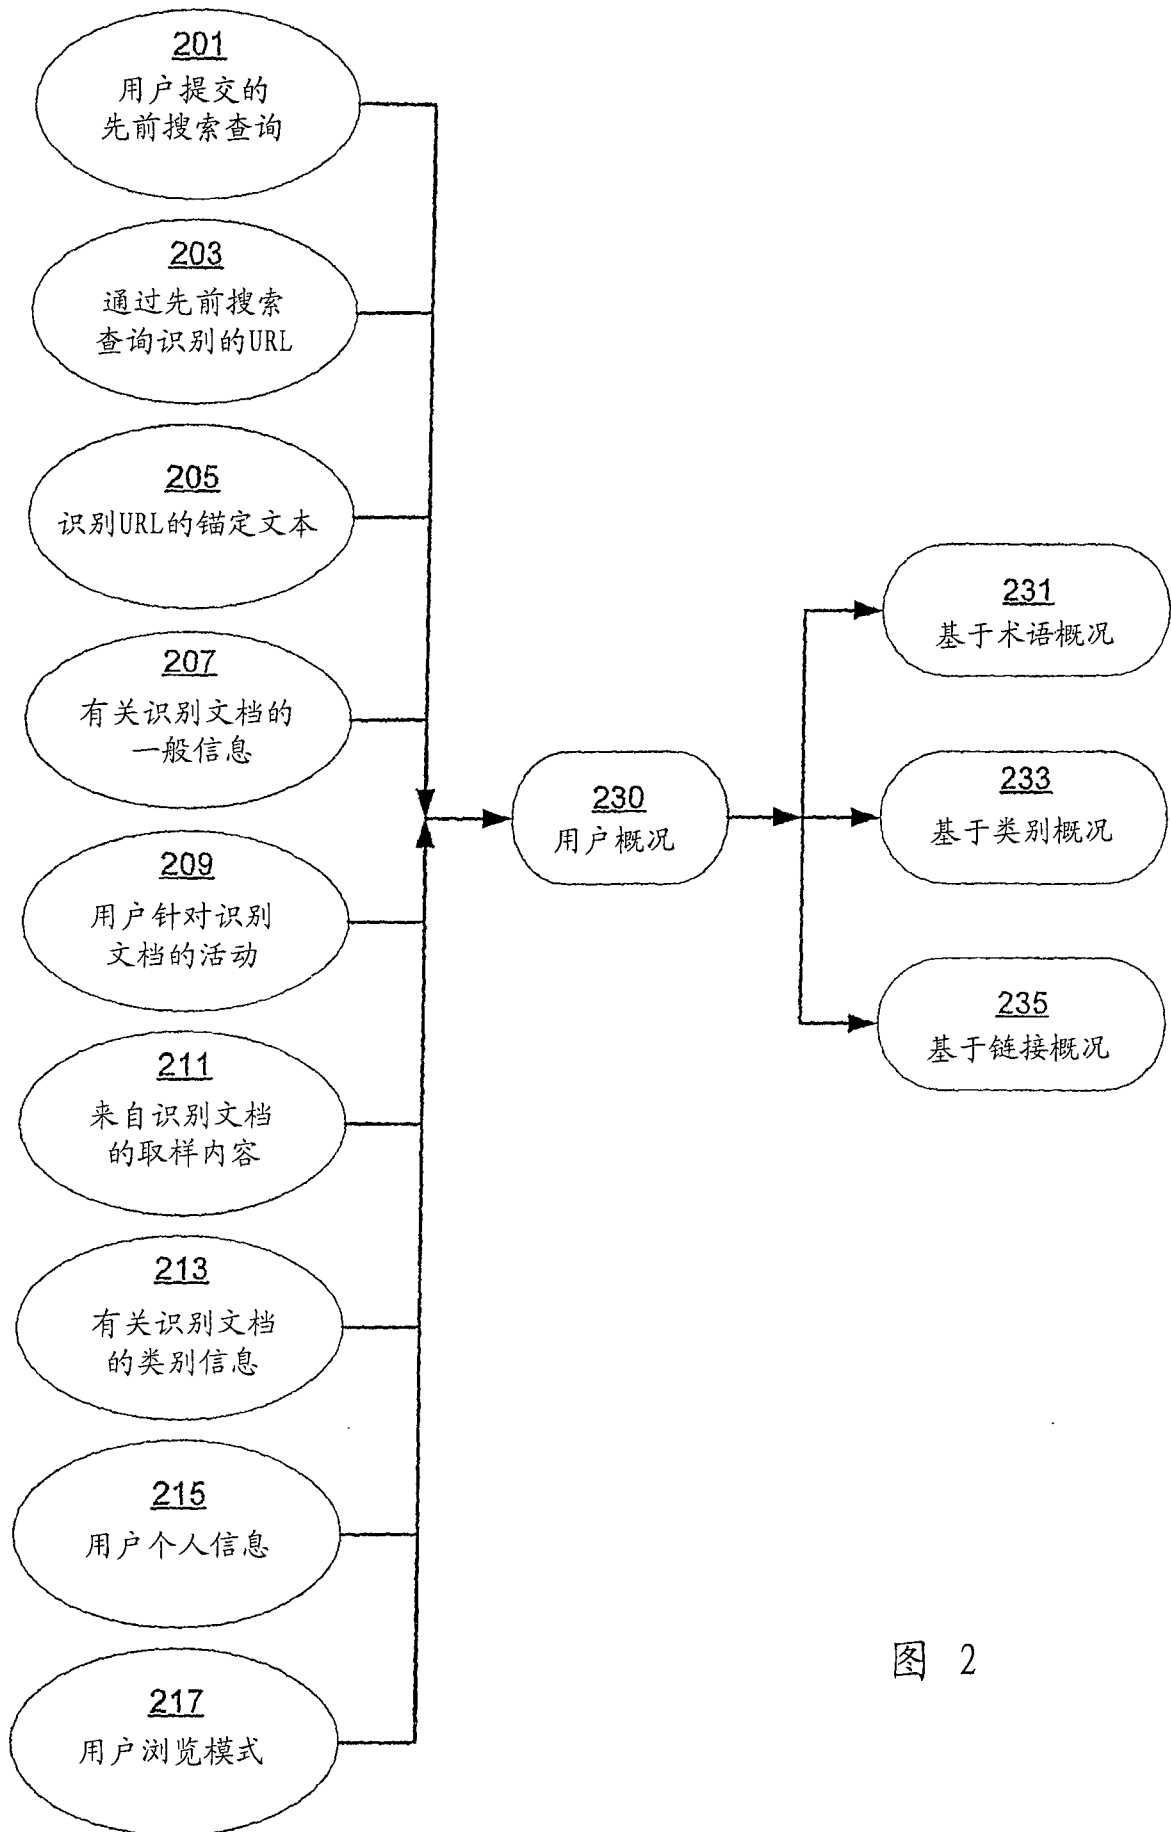 201
用户提交的
先前搜索查询
203
通过先前搜索
查询识别的URL
205
识别URL的锚定文本
207
有关识别文档的
一般信息
209
用户针对识别
文档的活动
211
来自识别文档
的取样内容
213
有关识别文档
的类别信息
215
用户个人信息
217
用户浏览模式
230
用户概况
231
基于术语概况
233
基于类别概况
235
基于链接概况
图 2